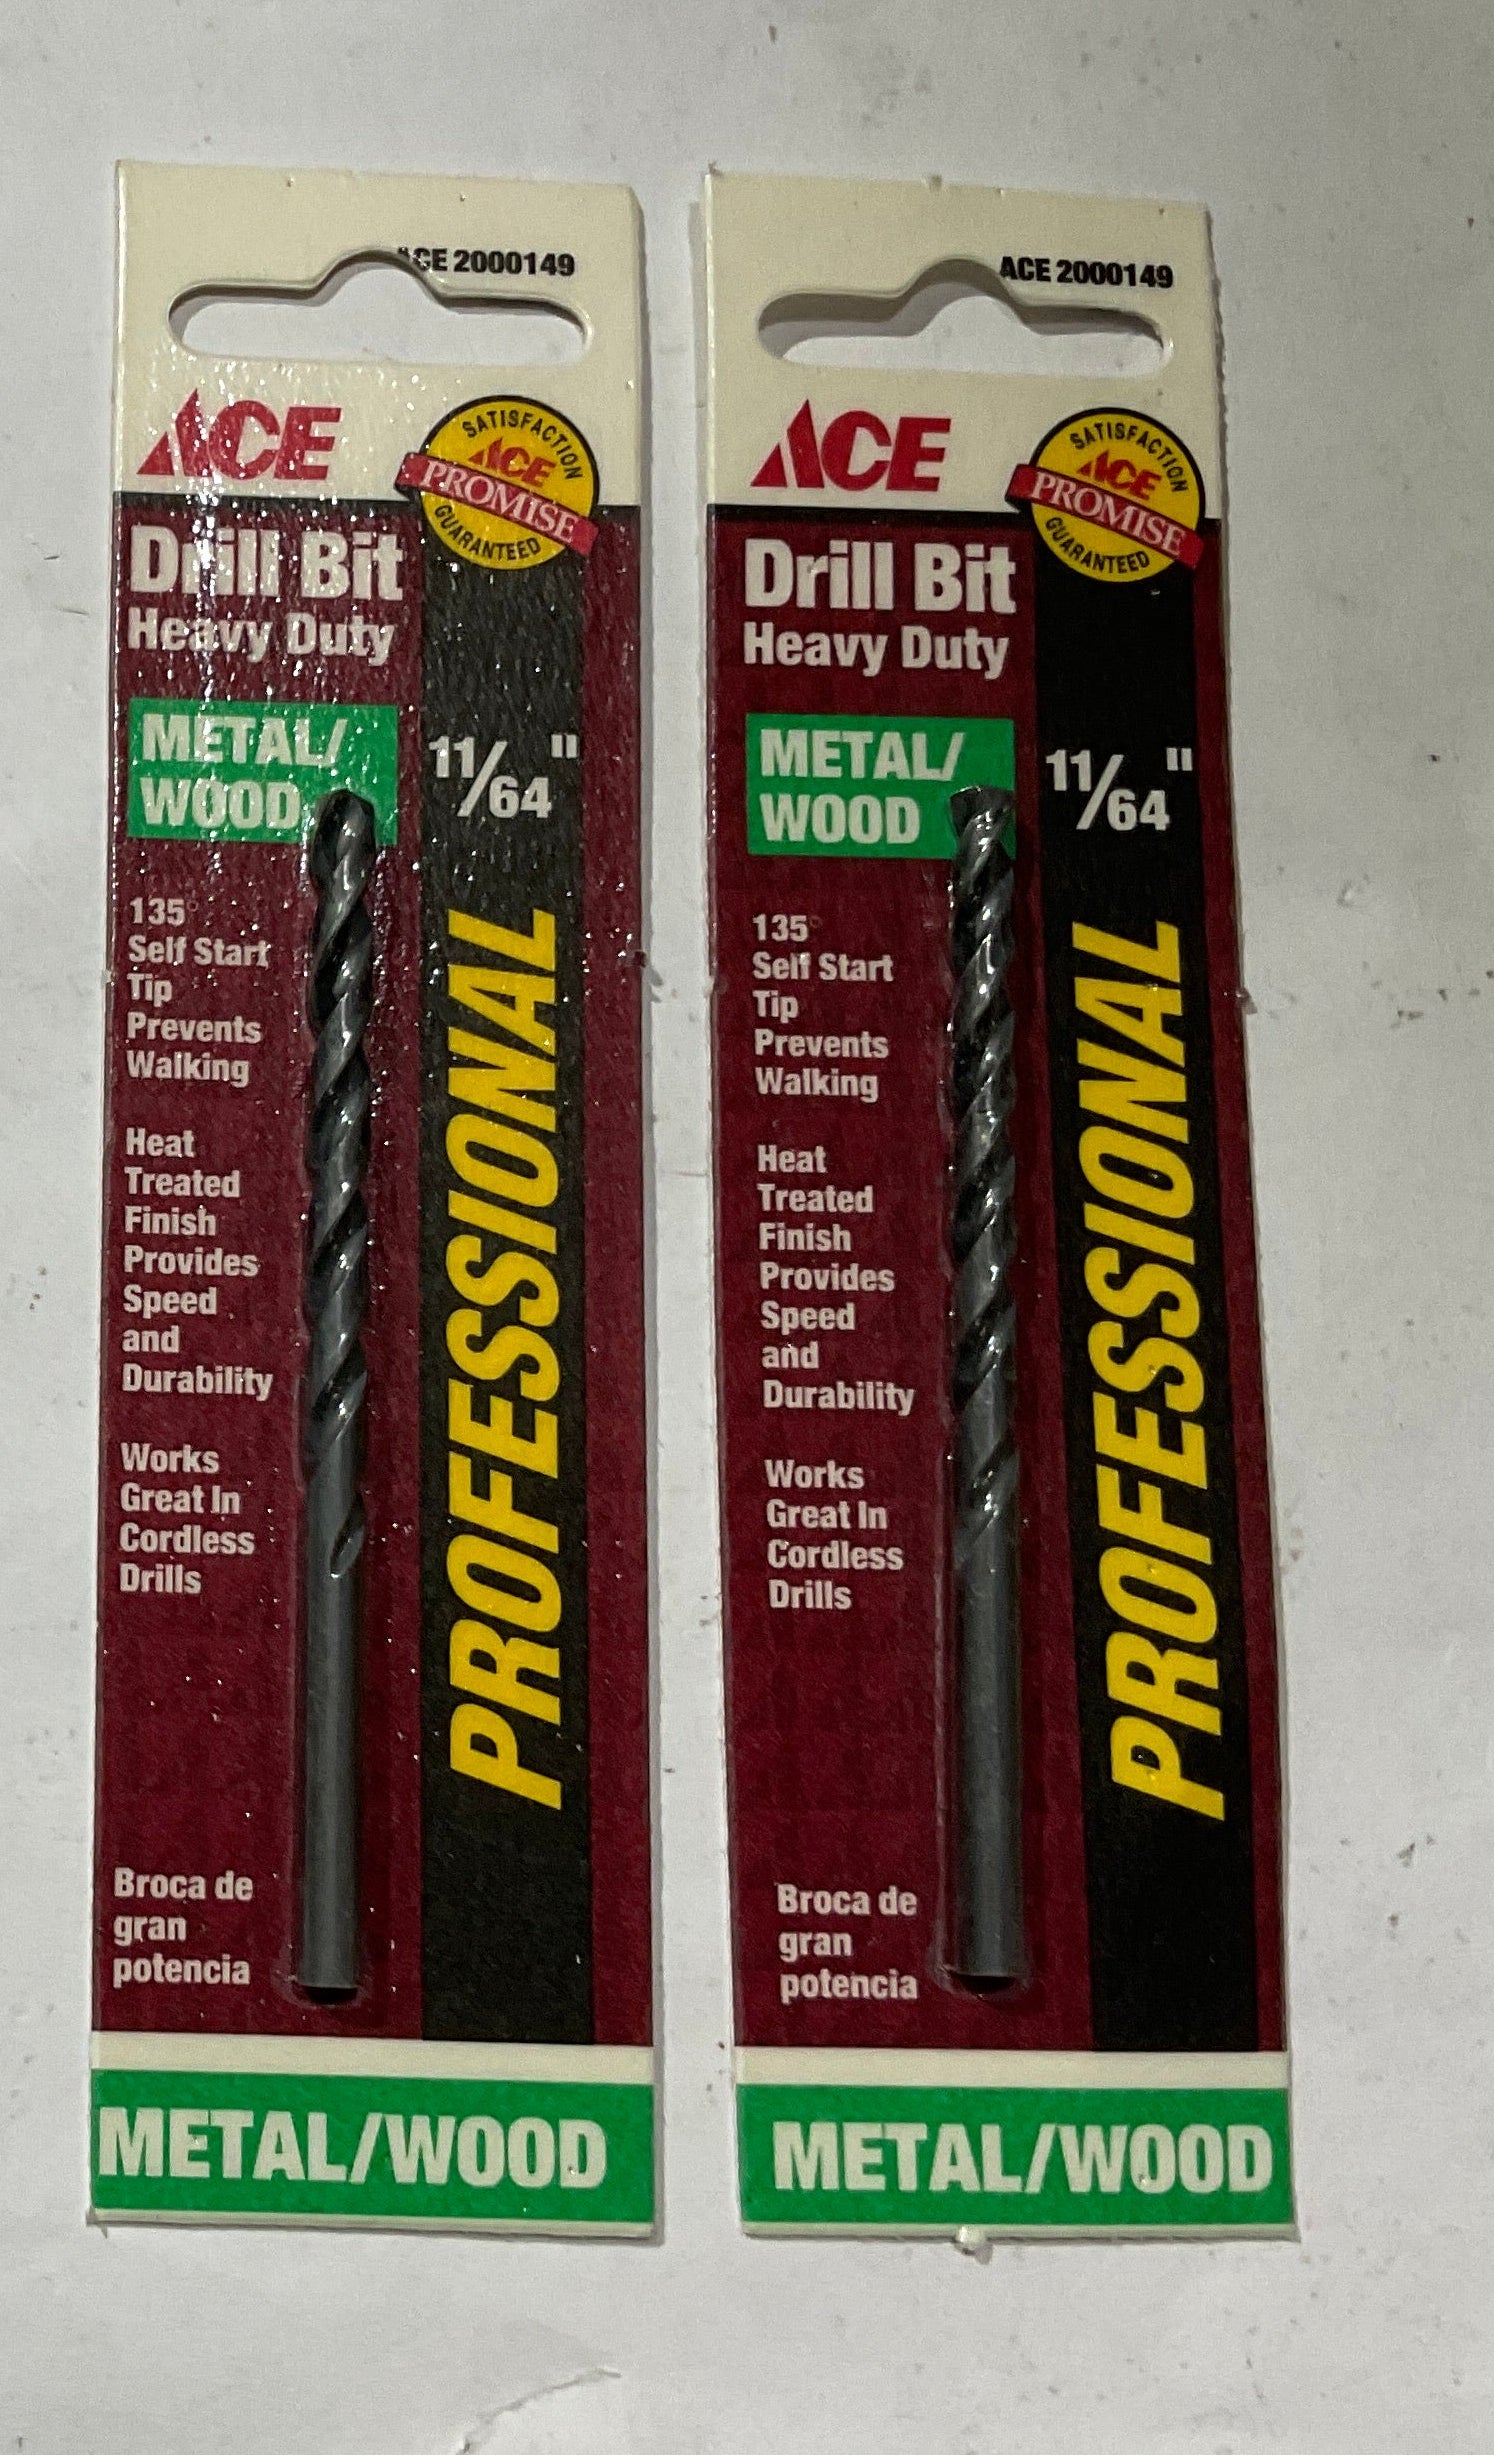 ACE 2000149
ACE
SATISFACTION
ACE
PROMISE
GUARANTEED
Drill Bit
Heavy Duty
METAL/
WOOD
11/64"
135°
Self Start
Tip
Prevents
Walking
Heat
Treated
Finish
Provides
Speed
and
Durability
Works
Great In
Cordless
Drills
PROFESSIONAL
Broca de
gran
potencia
METAL/WOOD
ACE 2000149
ACE
SATISFACTION
ACE
PROMISE
GUARANTEED
Drill Bit
Heavy Duty
METAL/
WOOD
11/64"
135°
Self Start
Tip
Prevents
Walking
Heat
Treated
Finish
Provides
Speed
and
Durability
Works
Great In
Cordless
Drills
PROFESSIONAL
Broca de
gran
potencia
METAL/WOOD